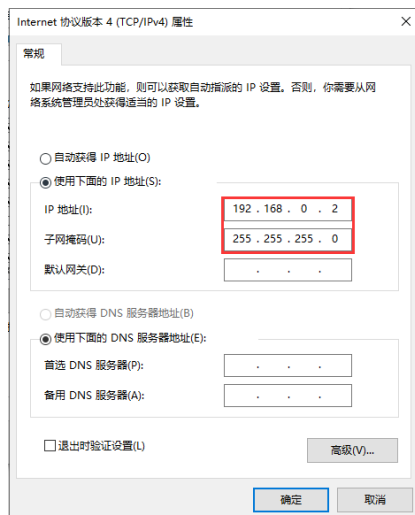 Internet 协议版本 4 (TCP/IPv4) 属性
常规
如果网络支持此功能，则可以获取自动指派的 IP 设置。否则，你需要从网
络系统管理员处获得适当的 IP 设置。
自动获得 IP 地址(O)
使用下面的 IP 地址(S):
IP 地址(I): 192 . 168 . 0 . 2
子网掩码(U): 255 . 255 . 255 . 0
默认网关(D): . . .
自动获得 DNS 服务器地址(B)
使用下面的 DNS 服务器地址(E):
首选 DNS 服务器(P): . . .
备用 DNS 服务器(A): . . .
退出时验证设置(L)
高级(V)...
确定 取消